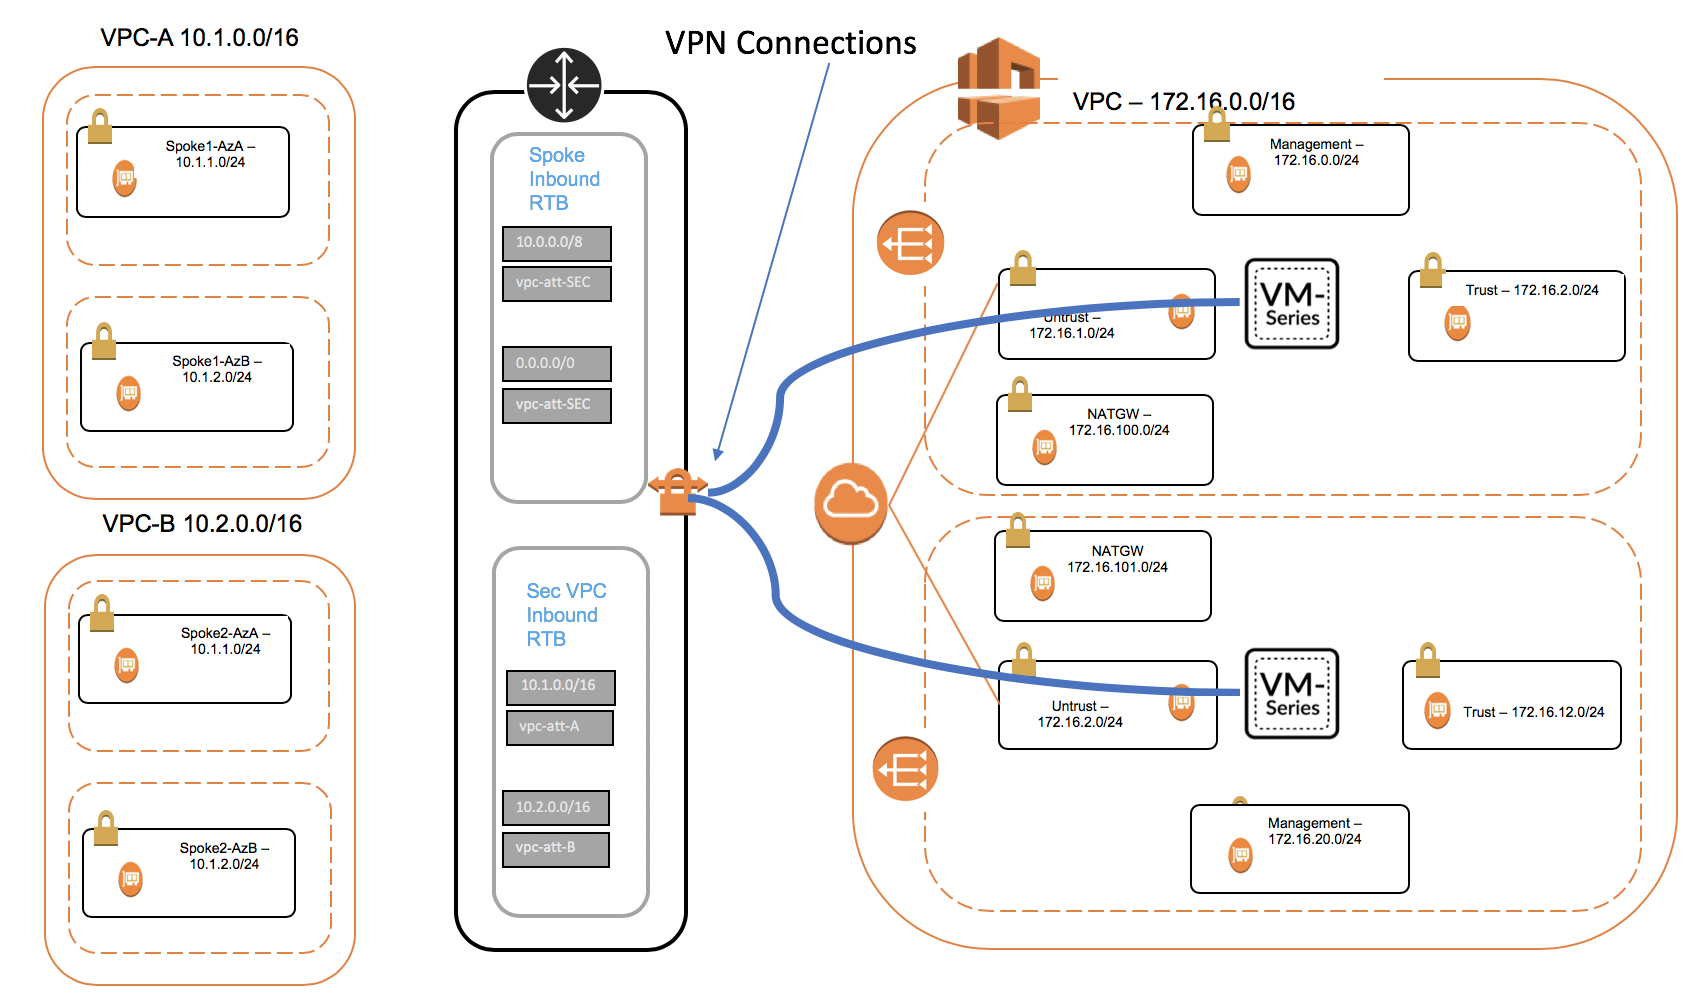 VPC-A 10.1.0.0/16
Spoke1-AzA –
10.1.1.0/24
Spoke1-AzB –
10.1.2.0/24
VPC-B 10.2.0.0/16
Spoke2-AzA –
10.1.1.0/24
Spoke2-AzB –
10.1.2.0/24
Spoke
Inbound
RTB
10.0.0.0/8
vpc-att-SEC
0.0.0.0/0
vpc-att-SEC
Sec VPC
Inbound
RTB
10.1.0.0/16
vpc-att-A
10.2.0.0/16
vpc-att-B
VPN Connections
VPC – 172.16.0.0/16
Management –
172.16.0.0/24
Untrust –
172.16.1.0/24
VM-
Series
Trust – 172.16.2.0/24
NATGW –
172.16.100.0/24
NATGW
172.16.101.0/24
Untrust –
172.16.2.0/24
VM-
Series
Trust – 172.16.12.0/24
Management –
172.16.20.0/24